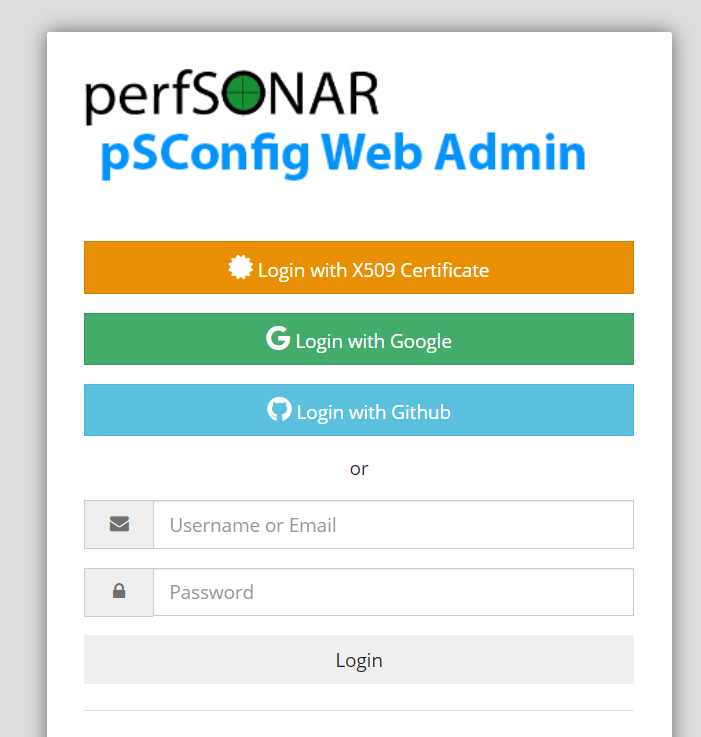 perfSONAR
pSConfig Web Admin
Login with X509 Certificate
Login with Google
Login with Github
or
Username or Email
Password
Login